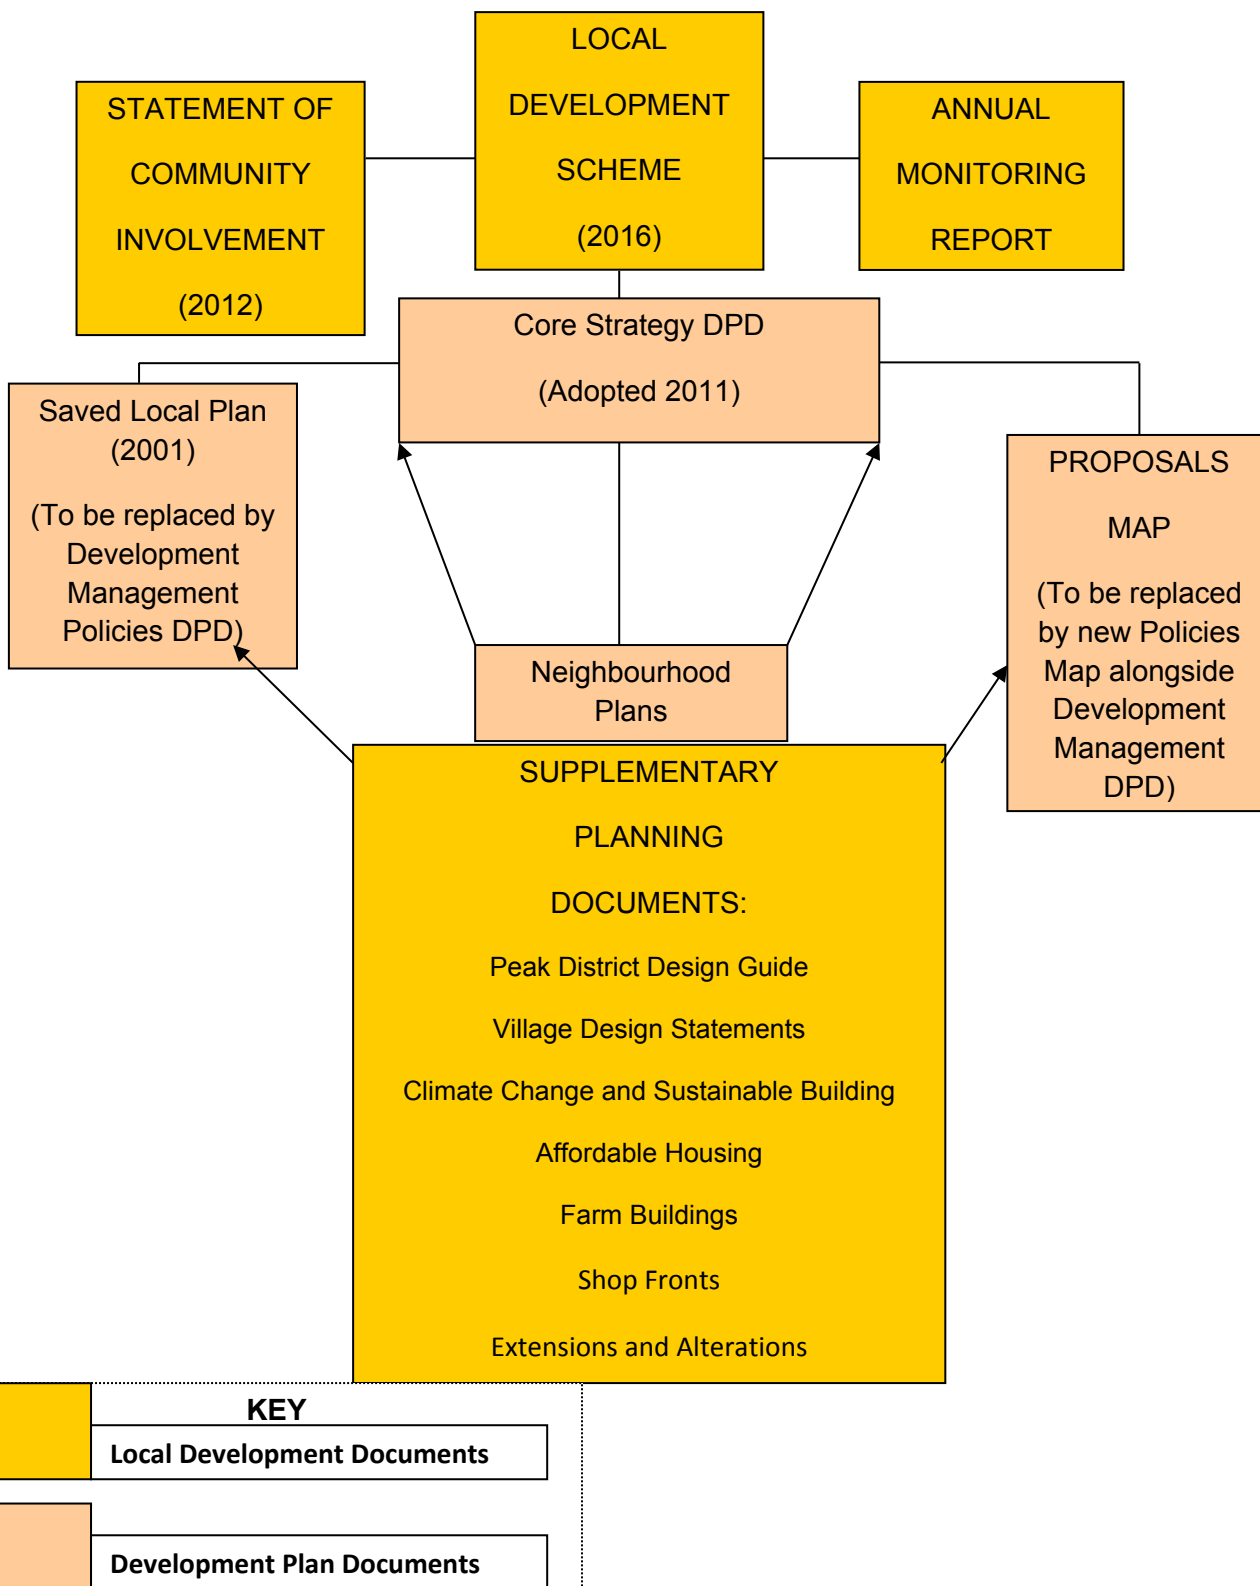 LOCAL
DEVELOPMENT
SCHEME
(2016)
STATEMENT OF
COMMUNITY
INVOLVEMENT
(2012)
ANNUAL
MONITORING
REPORT
Core Strategy DPD
(Adopted 2011)
Saved Local Plan
(2001)
(To be replaced by
Development
Management
Policies DPD)
PROPOSALS
MAP
(To be replaced
by new Policies
Map alongside
Development
Management
DPD)
Neighbourhood
Plans
SUPPLEMENTARY
PLANNING
DOCUMENTS:
Peak District Design Guide
Village Design Statements
Climate Change and Sustainable Building
Affordable Housing
Farm Buildings
Shop Fronts
Extensions and Alterations
KEY
Local Development Documents
Development Plan Documents